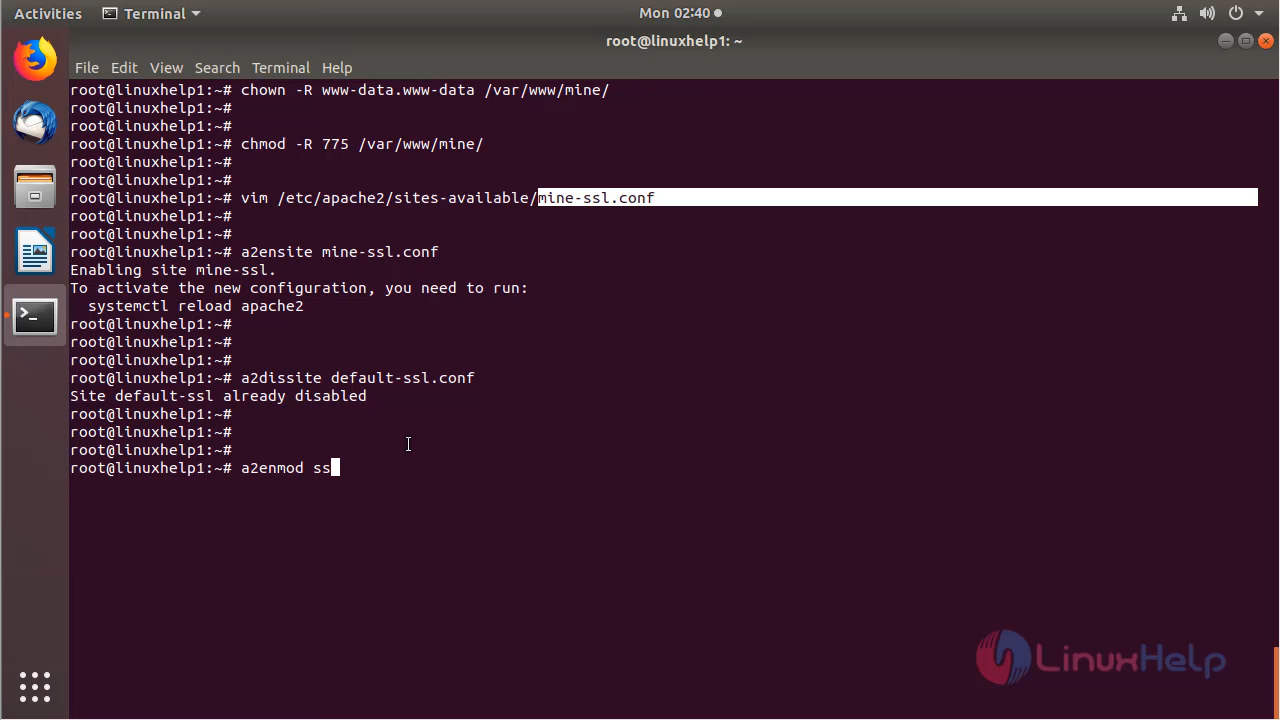 Activities Terminal Mon 02:40
root@linuxhelp1: ~
File Edit View Search Terminal Help
root@linuxhelp1:~# chown -R www-data.www-data /var/www/mine/
root@linuxhelp1:~#
root@linuxhelp1:~#
root@linuxhelp1:~# chmod -R 775 /var/www/mine/
root@linuxhelp1:~#
root@linuxhelp1:~#
root@linuxhelp1:~# vim /etc/apache2/sites-available/mine-ssl.conf
root@linuxhelp1:~#
root@linuxhelp1:~#
root@linuxhelp1:~# a2ensite mine-ssl.conf
Enabling site mine-ssl.
To activate the new configuration, you need to run:
  systemctl reload apache2
root@linuxhelp1:~#
root@linuxhelp1:~#
root@linuxhelp1:~#
root@linuxhelp1:~# a2dissite default-ssl.conf
Site default-ssl already disabled
root@linuxhelp1:~#
root@linuxhelp1:~#
root@linuxhelp1:~#
root@linuxhelp1:~# a2enmod ss
LinuxHelp